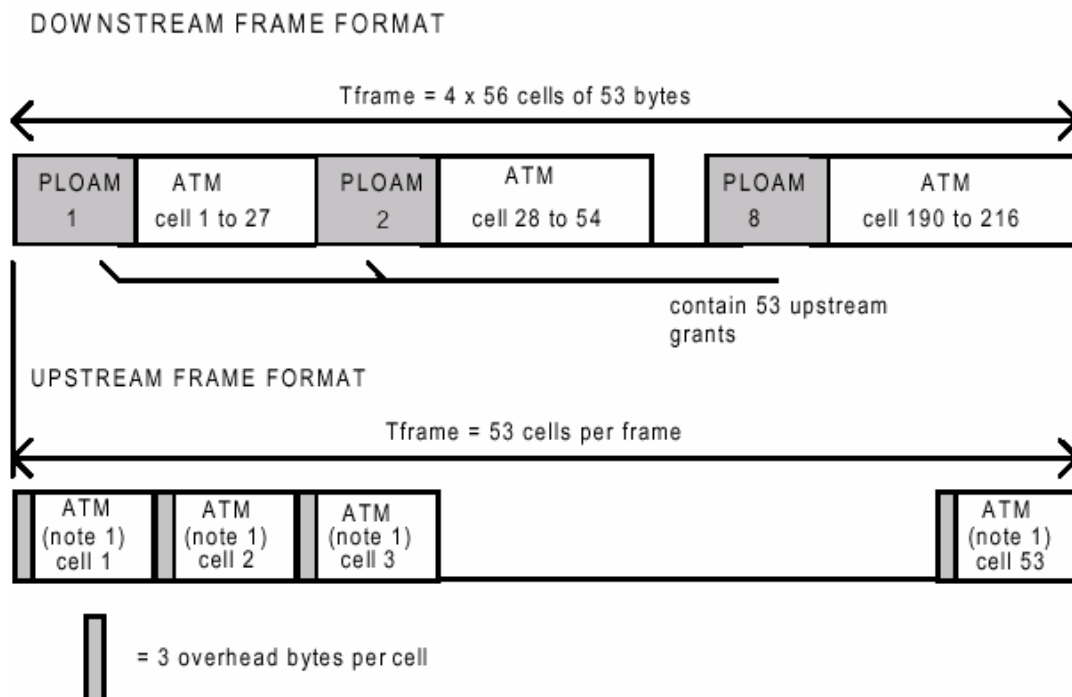 DOWNSTREAM FRAME FORMAT
Tframe = 4 x 56 cells of 53 bytes
PLOAM
1
ATM
cell 1 to 27
PLOAM
2
ATM
cell 28 to 54
PLOAM
8
ATM
cell 190 to 216
contain 53 upstream
grants
UPSTREAM FRAME FORMAT
Tframe = 53 cells per frame
ATM
(note 1)
cell 1
ATM
(note 1)
cell 2
ATM
(note 1)
cell 3
ATM
(note 1)
cell 53
= 3 overhead bytes per cell